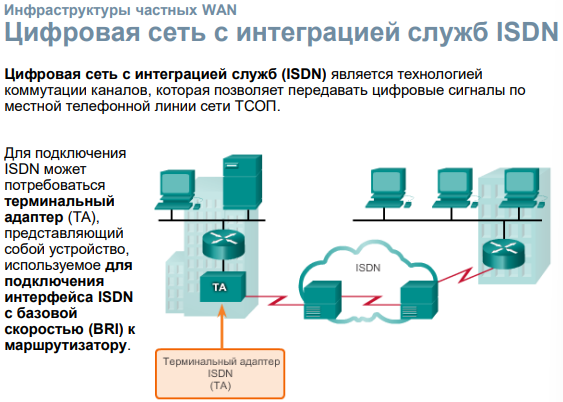 Инфраструктуры частных WAN
Цифровая сеть с интеграцией служб ISDN
Цифровая сеть с интеграцией служб (ISDN) является технологией
коммутации каналов, которая позволяет передавать цифровые сигналы по
местной телефонной линии сети ТСОП.
Для подключения
ISDN может
потребоваться
терминальный
адаптер (TA),
представляющий
собой устройство,
используемое для
подключения
интерфейса ISDN
с базовой
скоростью (BRI) к
маршрутизатору.
TA
ISDN
Терминальный адаптер
ISDN
(TA)